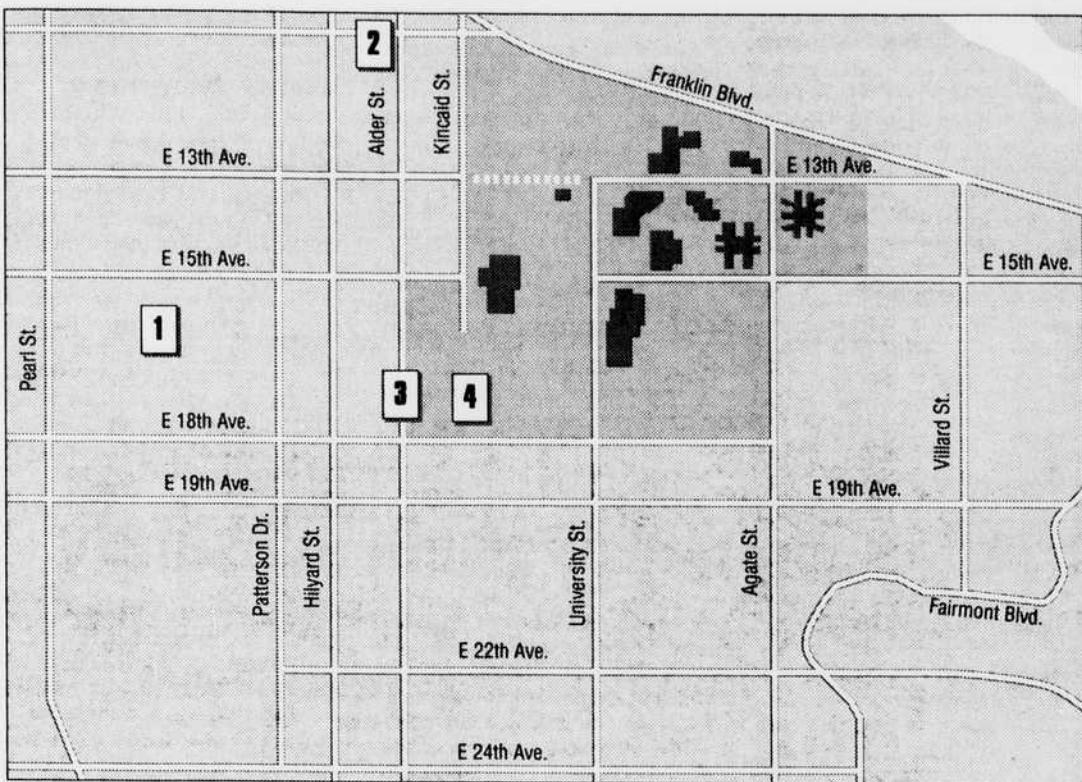 2
Franklin Blvd.
Alder St.
Kincaid St.
E 13th Ave.
E 13th Ave.
E 15th Ave.
E 15th Ave.
1
Pearl St.
3
4
E 18th Ave.
Villard St.
E 19th Ave.
E 19th Ave.
Patterson Dr.
Hilyard St.
University St.
Agate St.
Fairmont Blvd.
E 22th Ave.
E 24th Ave.